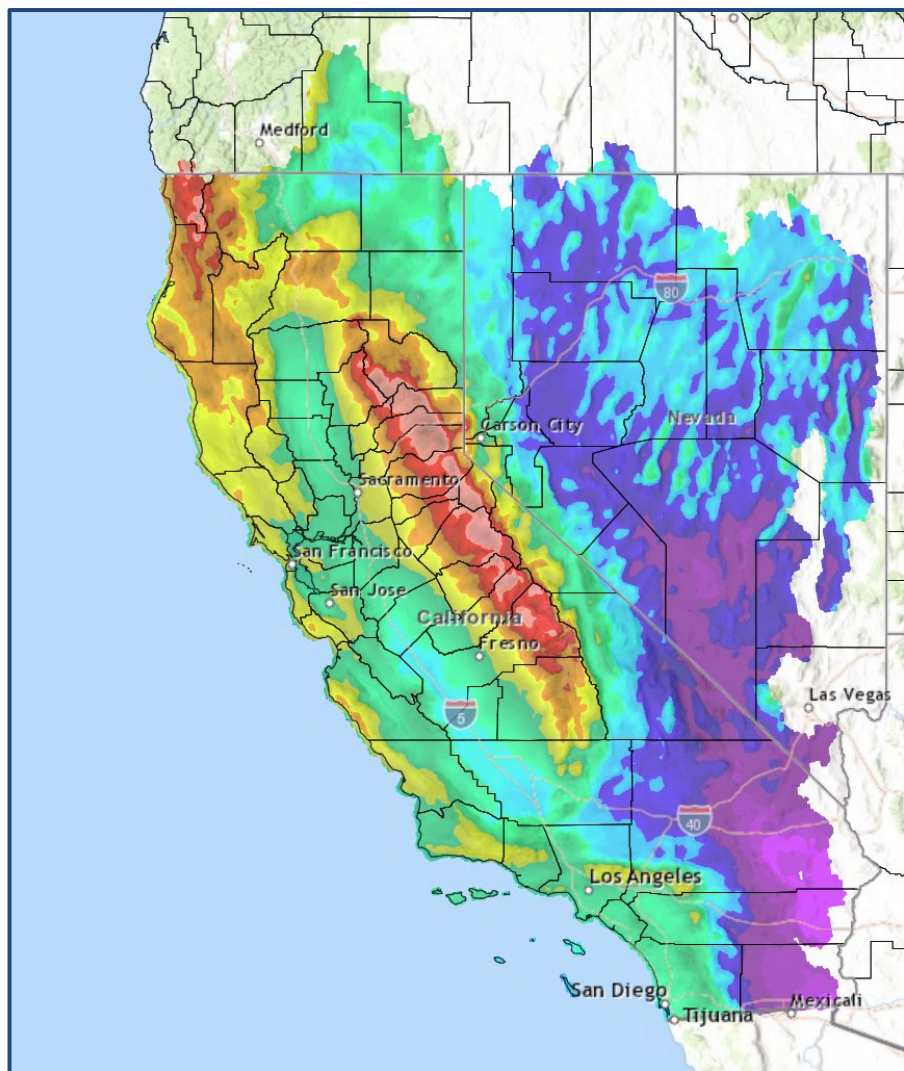 Medford
80
Nevada
Carson City
Sacramento
San Francisco
San Jose
California
Fresno
Las Vegas
5
40
Los Angeles
San Diego
Mexicali
Tijuana